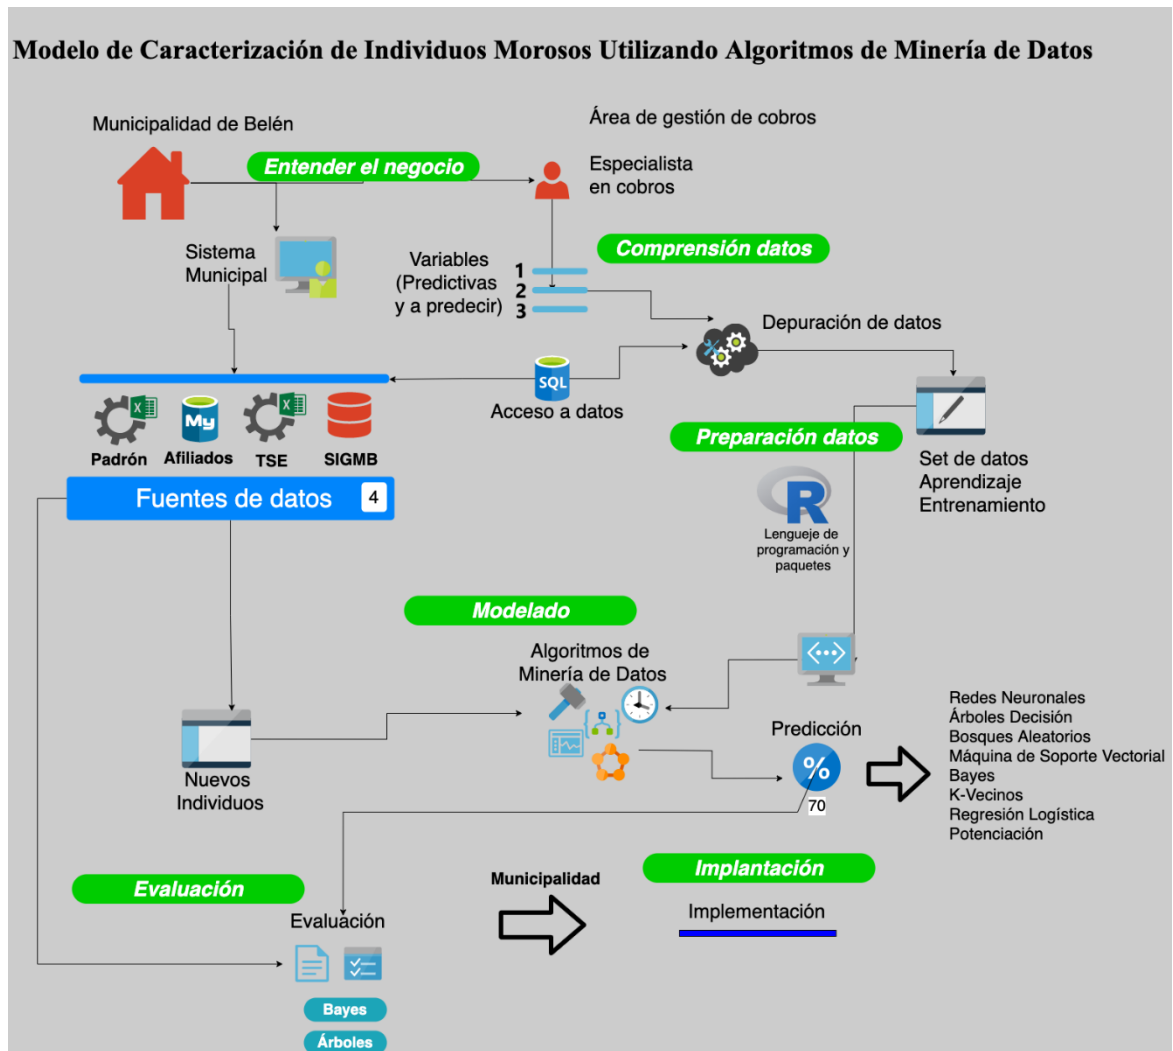 Modelo de Caracterización de Individuos Morosos Utilizando Algoritmos de Minería de Datos
Municipalidad de Belén
Área de gestión de cobros
Entender el negocio
Especialista
en cobros
Sistema
Municipal
Comprensión datos
Variables
(Predictivas
y a predecir)
1
2
3
Depuración de datos
SQL
Acceso a datos
X
My
X
Padrón
Afiliados
TSE
SIGMB
Preparación datos
Set de datos
Aprendizaje
Entrenamiento
Fuentes de datos
4
R
Lengueje de
programación y
paquetes
Modelado
Algoritmos de
Minería de Datos
Nuevos
Individuos
Predicción
%
70
Redes Neuronales
Árboles Decisión
Bosques Aleatorios
Máquina de Soporte Vectorial
Bayes
K-Vecinos
Regresión Logística
Potenciación
Evaluación
Evaluación
Municipalidad
Implantación
Implementación
Bayes
Árboles